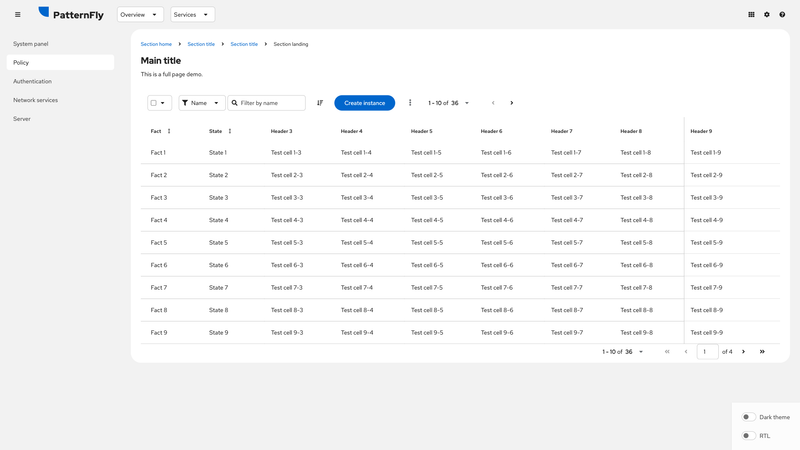 PatternFly Overview Services
System panel
Policy
Authentication
Network services
Server
Section home Section title Section title Section landing
Main title
This is a full page demo.
Name Filter by name Create instance 1 - 10 of 36
Fact State Header 3 Header 4 Header 5 Header 6 Header 7 Header 8 Header 9
Fact 1 State 1 Test cell 1-3 Test cell 1-4 Test cell 1-5 Test cell 1-6 Test cell 1-7 Test cell 1-8 Test cell 1-9
Fact 2 State 2 Test cell 2-3 Test cell 2-4 Test cell 2-5 Test cell 2-6 Test cell 2-7 Test cell 2-8 Test cell 2-9
Fact 3 State 3 Test cell 3-3 Test cell 3-4 Test cell 3-5 Test cell 3-6 Test cell 3-7 Test cell 3-8 Test cell 3-9
Fact 4 State 4 Test cell 4-3 Test cell 4-4 Test cell 4-5 Test cell 4-6 Test cell 4-7 Test cell 4-8 Test cell 4-9
Fact 5 State 5 Test cell 5-3 Test cell 5-4 Test cell 5-5 Test cell 5-6 Test cell 5-7 Test cell 5-8 Test cell 5-9
Fact 6 State 6 Test cell 6-3 Test cell 6-4 Test cell 6-5 Test cell 6-6 Test cell 6-7 Test cell 6-8 Test cell 6-9
Fact 7 State 7 Test cell 7-3 Test cell 7-4 Test cell 7-5 Test cell 7-6 Test cell 7-7 Test cell 7-8 Test cell 7-9
Fact 8 State 8 Test cell 8-3 Test cell 8-4 Test cell 8-5 Test cell 8-6 Test cell 8-7 Test cell 8-8 Test cell 8-9
Fact 9 State 9 Test cell 9-3 Test cell 9-4 Test cell 9-5 Test cell 9-6 Test cell 9-7 Test cell 9-8 Test cell 9-9
1 - 10 of 36 1 of 4
Dark theme
RTL